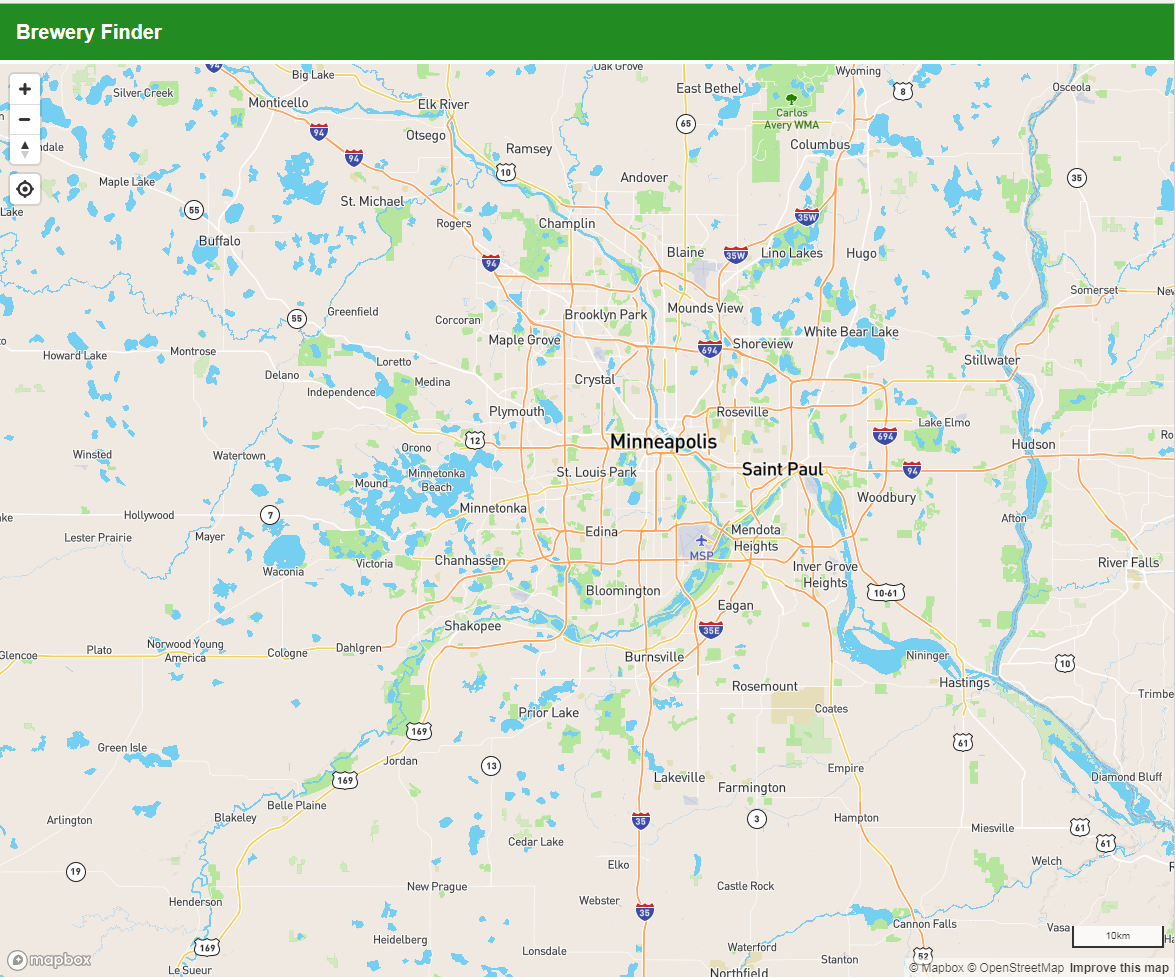 Brewery Finder
94
Big Lake
Oak Grove
Wyoming
Silver Creek
Monticello
Elk River
East Bethel
8
Osceola
Carlos
Avery WMA
94
Otsego
65
Columbus
94
Ramsey
10
Andover
35
Maple Lake
55
St. Michael
Lake
Rogers
Champlin
35W
Buffalo
94
Blaine
35W
Lino Lakes
Hugo
Somerset
55
Greenfield
Corcoran
Brooklyn Park
Mounds View
Maple Grove
694
Shoreview
White Bear Lake
Howard Lake
Montrose
Loretto
Stillwater
Delano
Independence
Medina
Crystal
Plymouth
Roseville
Lake Elmo
12
Minneapolis
694
Hudson
Winsted
Watertown
Orono
Saint Paul
94
Mound
Minnetonka
Beach
St. Louis Park
Woodbury
Hollywood
7
Minnetonka
Afton
Lester Prairie
Mayer
Edina
MSP
Mendota
Heights
Waconia
Victoria
Chanhassen
Inver Grove
Heights
River Falls
Bloomington
10-61
Eagan
Shakopee
35E
Norwood Young
America
Plato
Glencoe
Cologne
Dahlgren
Burnsville
Nininger
10
Hastings
Rosemount
Trimbe
Prior Lake
Coates
169
61
Green Isle
Jordan
13
169
Lakeville
Empire
Diamond Bluff
Farmington
Belle Plaine
Arlington
Blakeley
35
3
Hampton
Miesville
61
61
Cedar Lake
Elko
Welch
19
New Prague
Castle Rock
Henderson
Webster
35
Cannon Falls
Vasa
10km
169
Heidelberg
Lonsdale
Waterford
Stanton
52
Le Sueur
Northfield
mapbox
© Mapbox © OpenStreetMap Improve this map